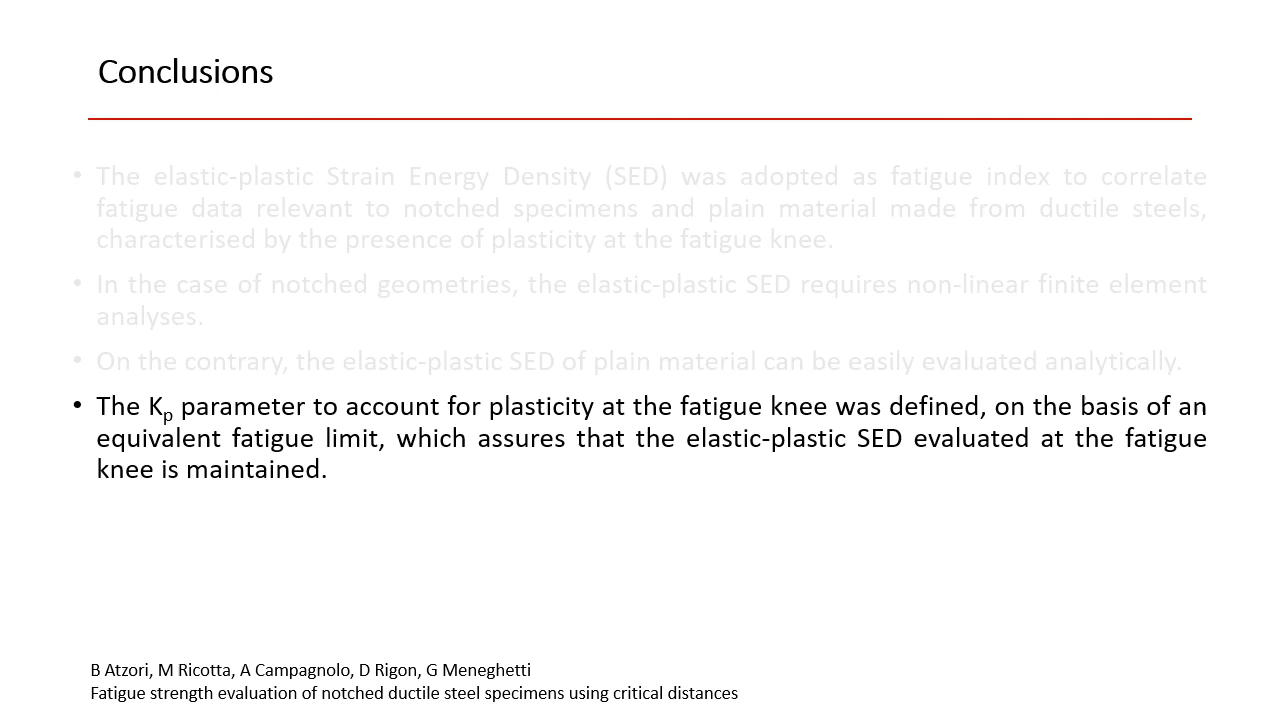 Conclusions
• The elastic-plastic Strain Energy Density (SED) was adopted as fatigue index to correlate
fatigue data relevant to notched specimens and plain material made from ductile steels,
characterised by the presence of plasticity at the fatigue knee.
• In the case of notched geometries, the elastic-plastic SED requires non-linear finite element
analyses.
• On the contrary, the elastic-plastic SED of plain material can be easily evaluated analytically.
• The Kp parameter to account for plasticity at the fatigue knee was defined, on the basis of an
equivalent fatigue limit, which assures that the elastic-plastic SED evaluated at the fatigue
knee is maintained.
B Atzori, M Ricotta, A Campagnolo, D Rigon, G Meneghetti
Fatigue strength evaluation of notched ductile steel specimens using critical distances